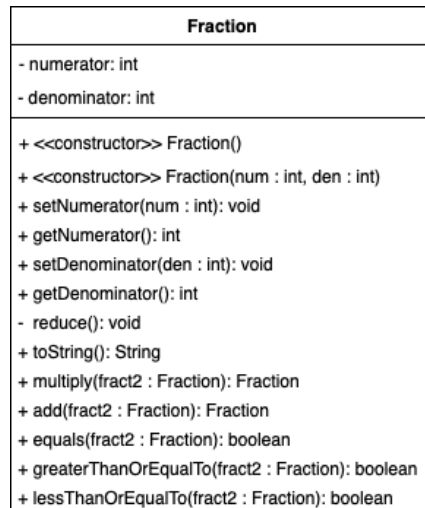 Fraction
- numerator: int
- denominator: int
+ <<constructor>> Fraction()
+ <<constructor>> Fraction(num : int, den : int)
+ setNumerator(num : int): void
+ getNumerator(): int
+ setDenominator(den : int): void
+ getDenominator(): int
- reduce(): void
+ toString(): String
+ multiply(fract2 : Fraction): Fraction
+ add(fract2 : Fraction): Fraction
+ equals(fract2 : Fraction): boolean
+ greaterThanOrEqualTo(fract2 : Fraction): boolean
+ lessThanOrEqualTo(fract2 : Fraction): boolean